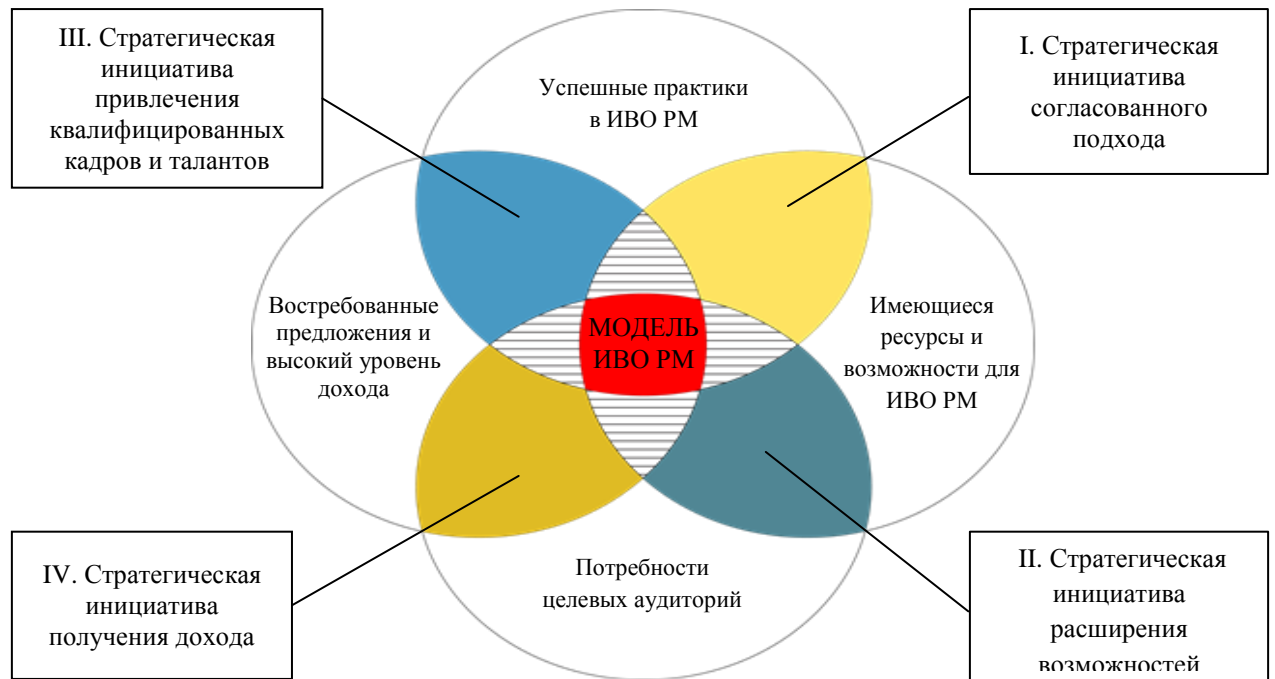 III. Стратегическая
инициатива
привлечения
квалифицированных
кадров и талантов
Успешные практики
в ИВО РМ
I. Стратегическая
инициатива
согласованного
подхода
Востребованные
предложения и
высокий уровень
дохода
МОДЕЛЬ
ИВО РМ
Имеющиеся
ресурсы и
возможности для
ИВО РМ
IV. Стратегическая
инициатива
получения дохода
Потребности
целевых аудиторий
II. Стратегическая
инициатива
расширения
возможностей